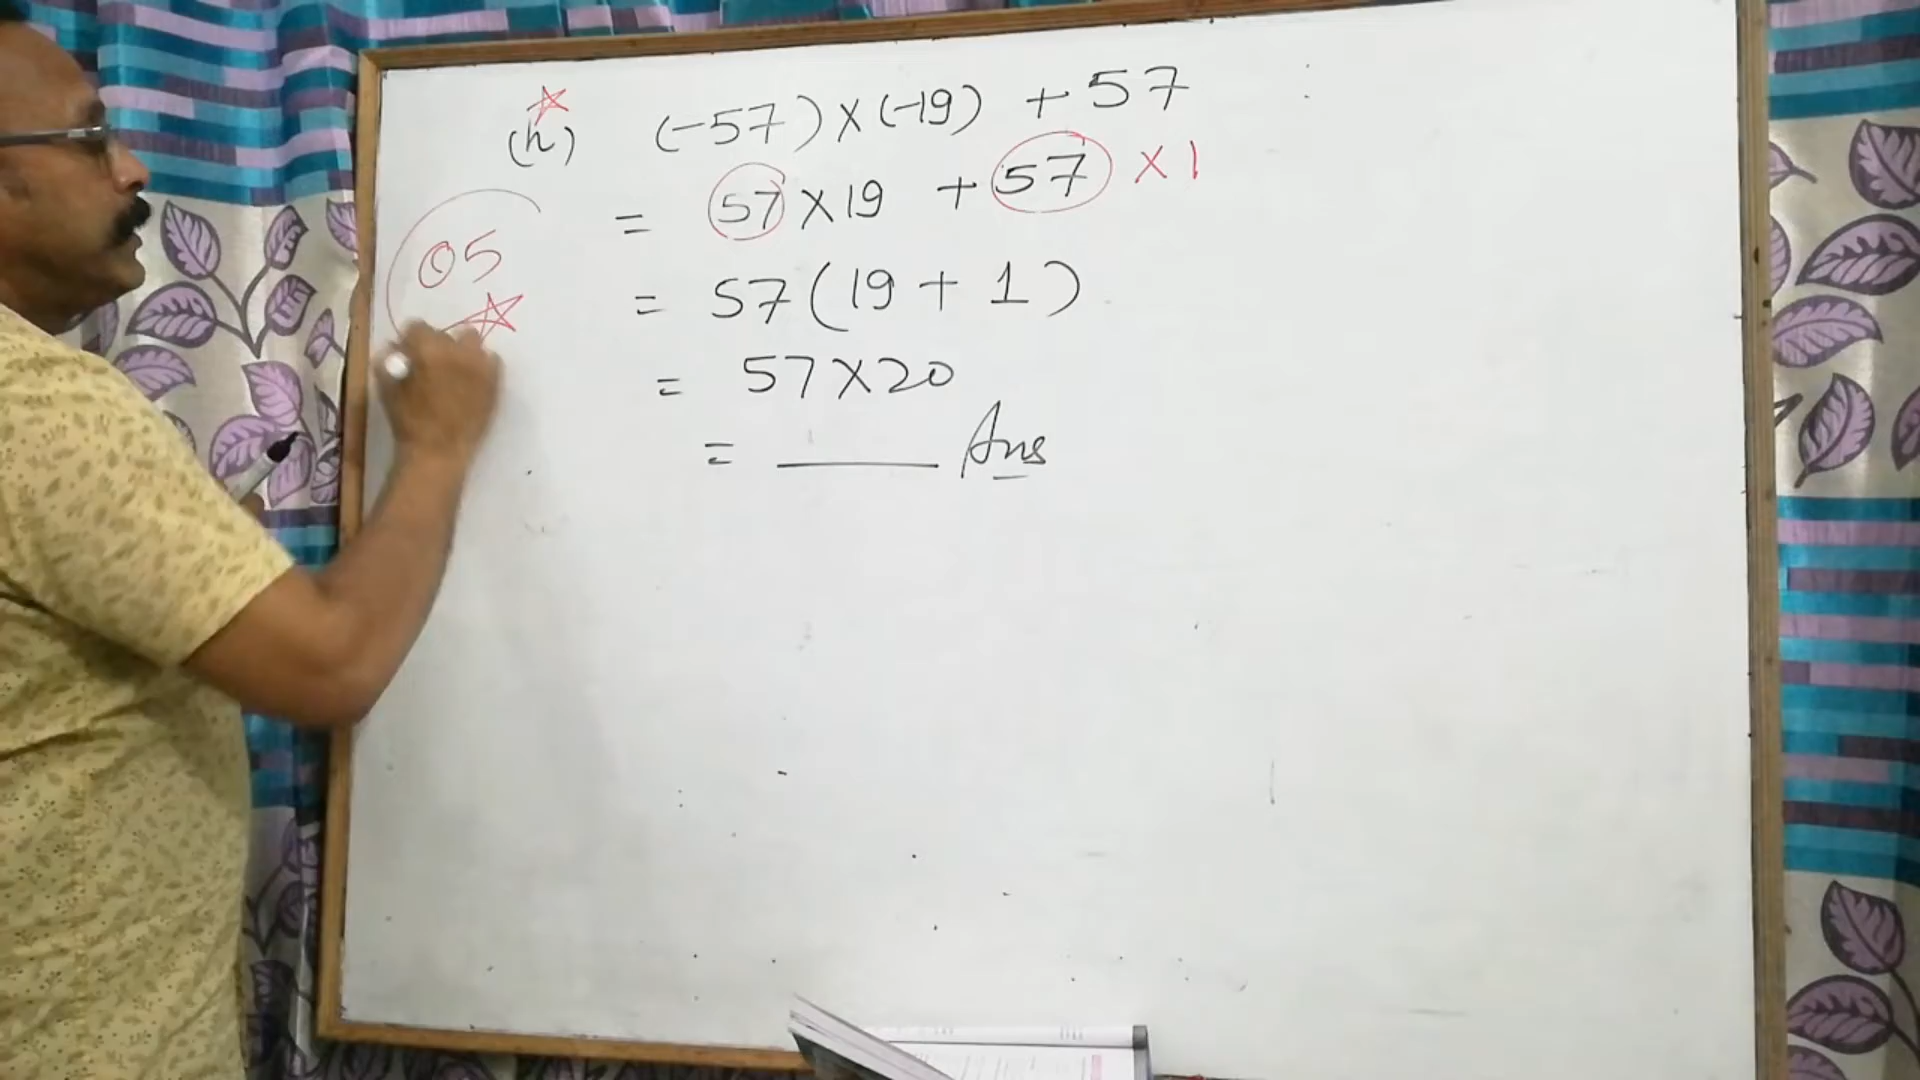 (h) (-57) × (-19) + 57
= 57 × 19 + 57 × 1
05
= 57 (19 + 1)
= 57 × 20
= ______ Ans